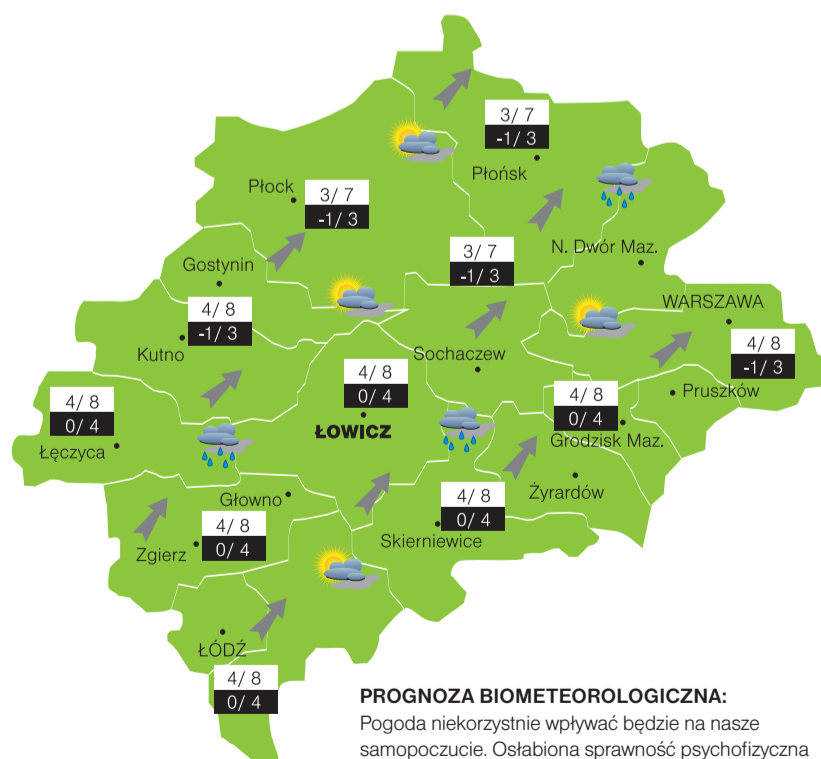 3/ 7
-1/ 3
Płońsk
Płock
3/ 7
-1/ 3
N. Dwór Maz.
3/ 7
-1/ 3
Gostynin
4/ 8
-1/ 3
Kutno
WARSZAWA
4/ 8
-1/ 3
Sochaczew
4/ 8
0/ 4
ŁOWICZ
Pruszków
4/ 8
0/ 4
Grodzisk Maz.
4/ 8
0/ 4
Łęczyca
Żyrardów
Głowno
4/ 8
0/ 4
Skierniewice
4/ 8
0/ 4
Zgierz
ŁÓDŹ
4/ 8
0/ 4
PROGNOZA BIOMETEOROLOGICZNA:
Pogoda niekorzystnie wpływać będzie na nasze
samopoczucie. Osłabiona sprawność psychofizyczna